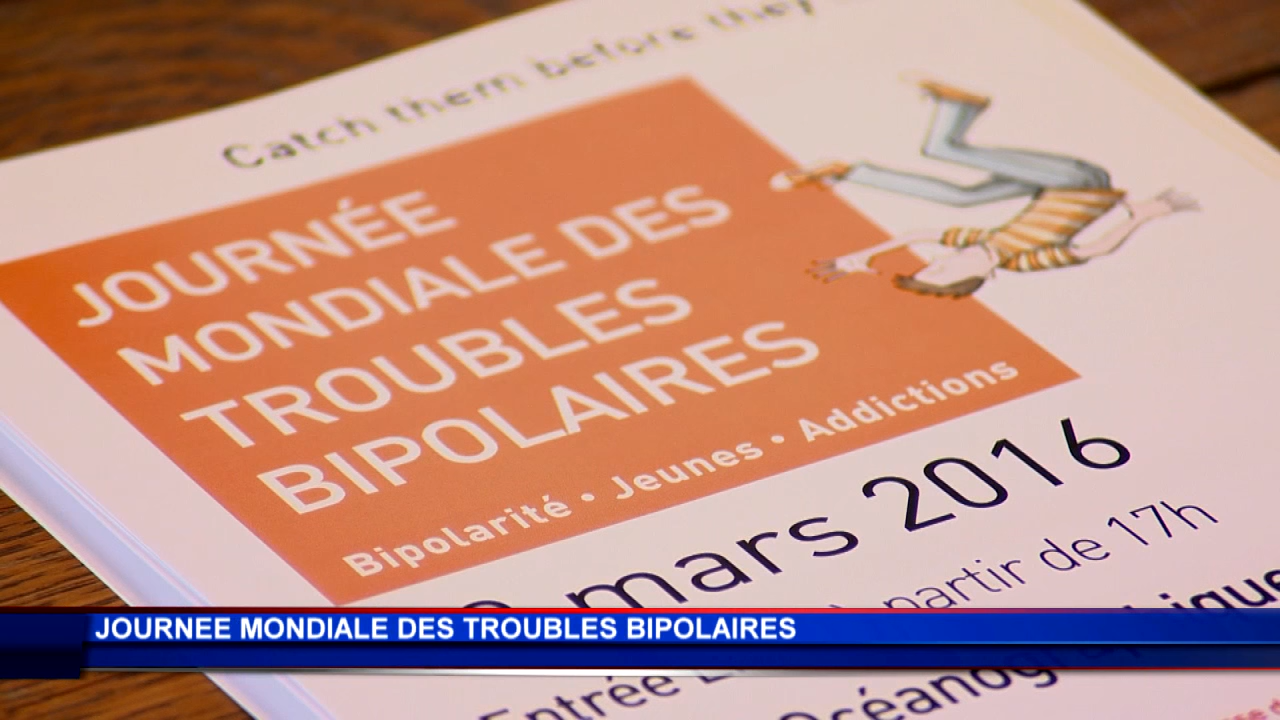 Catch them before they
JOURNÉE
MONDIALE DES
TROUBLES
BIPOLAIRES
Bipolarité • Jeunes • Addictions
mars 2016
partir de 17h
JOURNEE MONDIALE DES TROUBLES BIPOLAIRES
Entrée